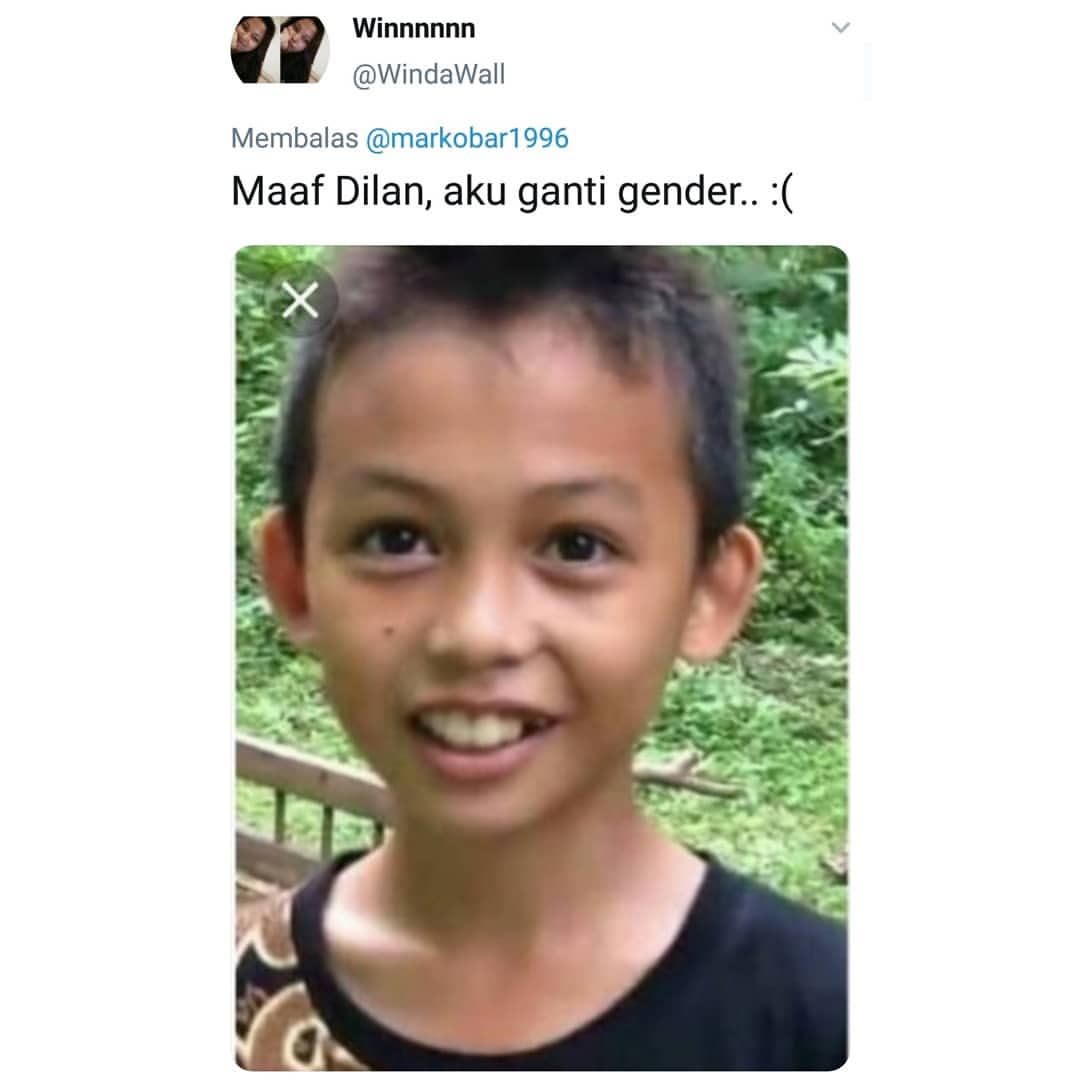 Winnnnnn
@WindaWall
Membalas @markobar1996
Maaf Dilan, aku ganti gender.. :(